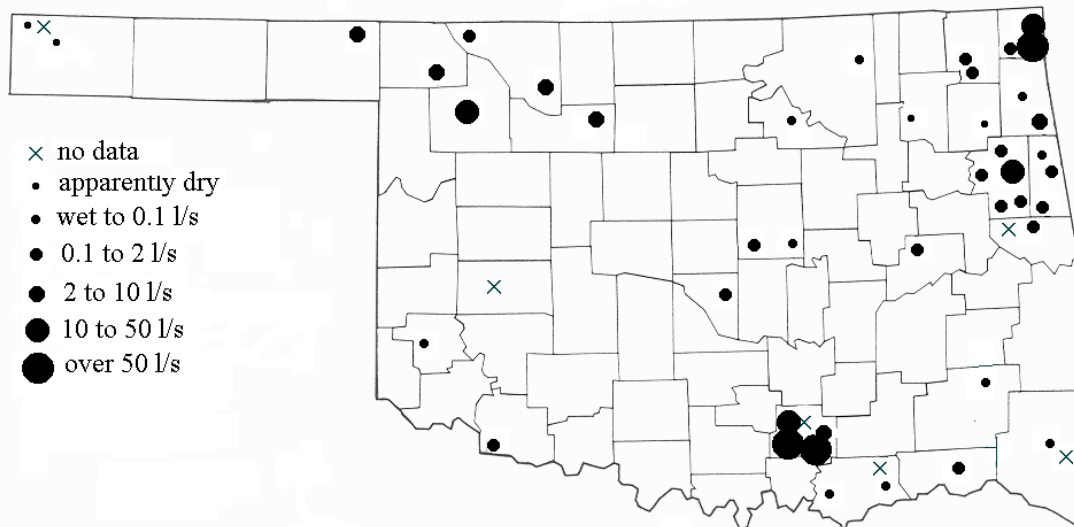 no data
apparently dry
wet to 0.1 l/s
0.1 to 2 l/s
2 to 10 l/s
10 to 50 l/s
over 50 l/s